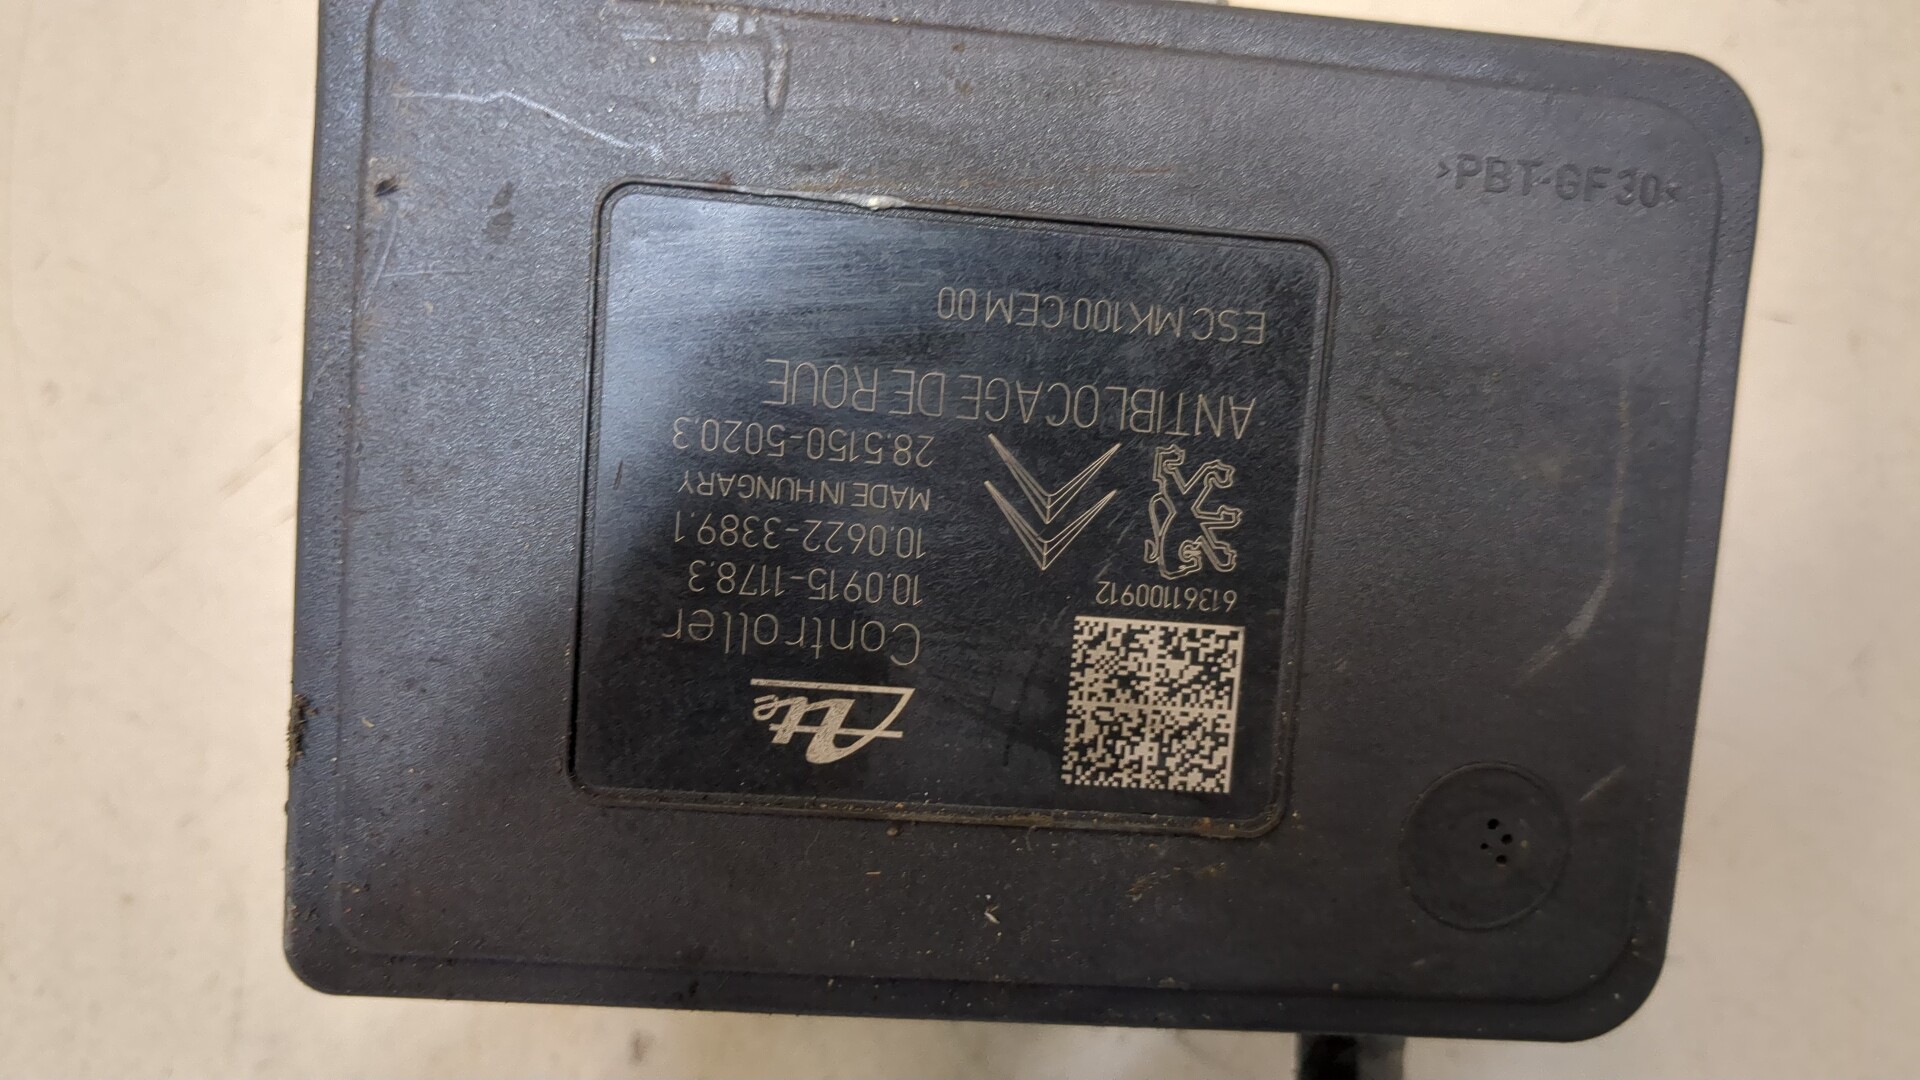 Ate
Controller
10.0915-1178.3
10.0622-3389.1
MADE IN HUNGARY
28.5150-5020.3
61361100912
ANTIBLOCAGE DE ROUE
ESC MK100 CEM 00
>PBT-GF30<